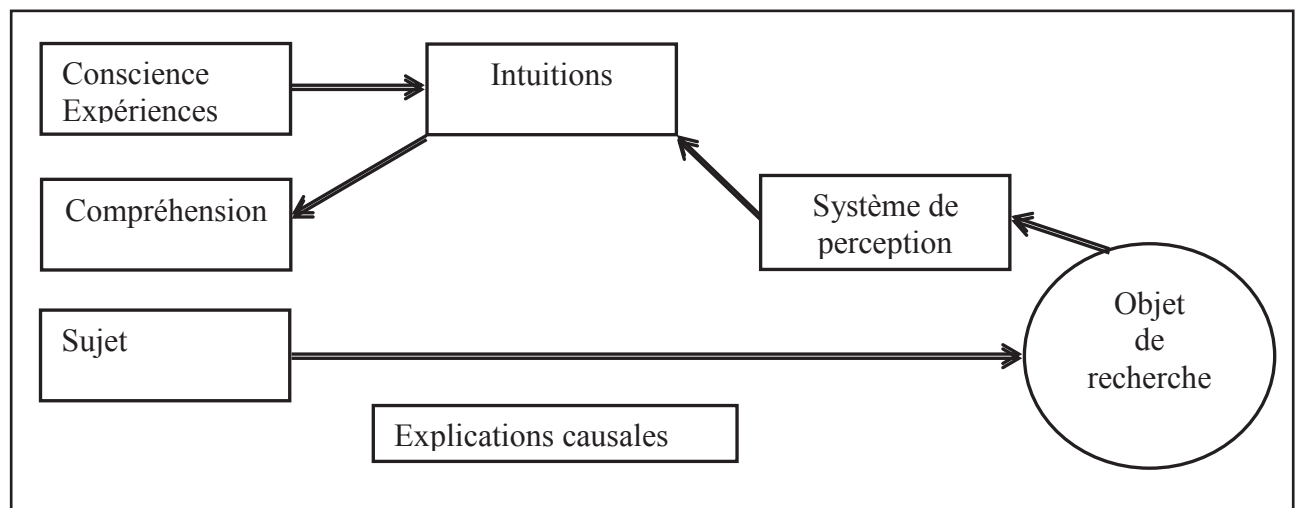 Conscience
Expériences
Intuitions
Compréhension
Système de
perception
Objet
de
recherche
Sujet
Explications causales